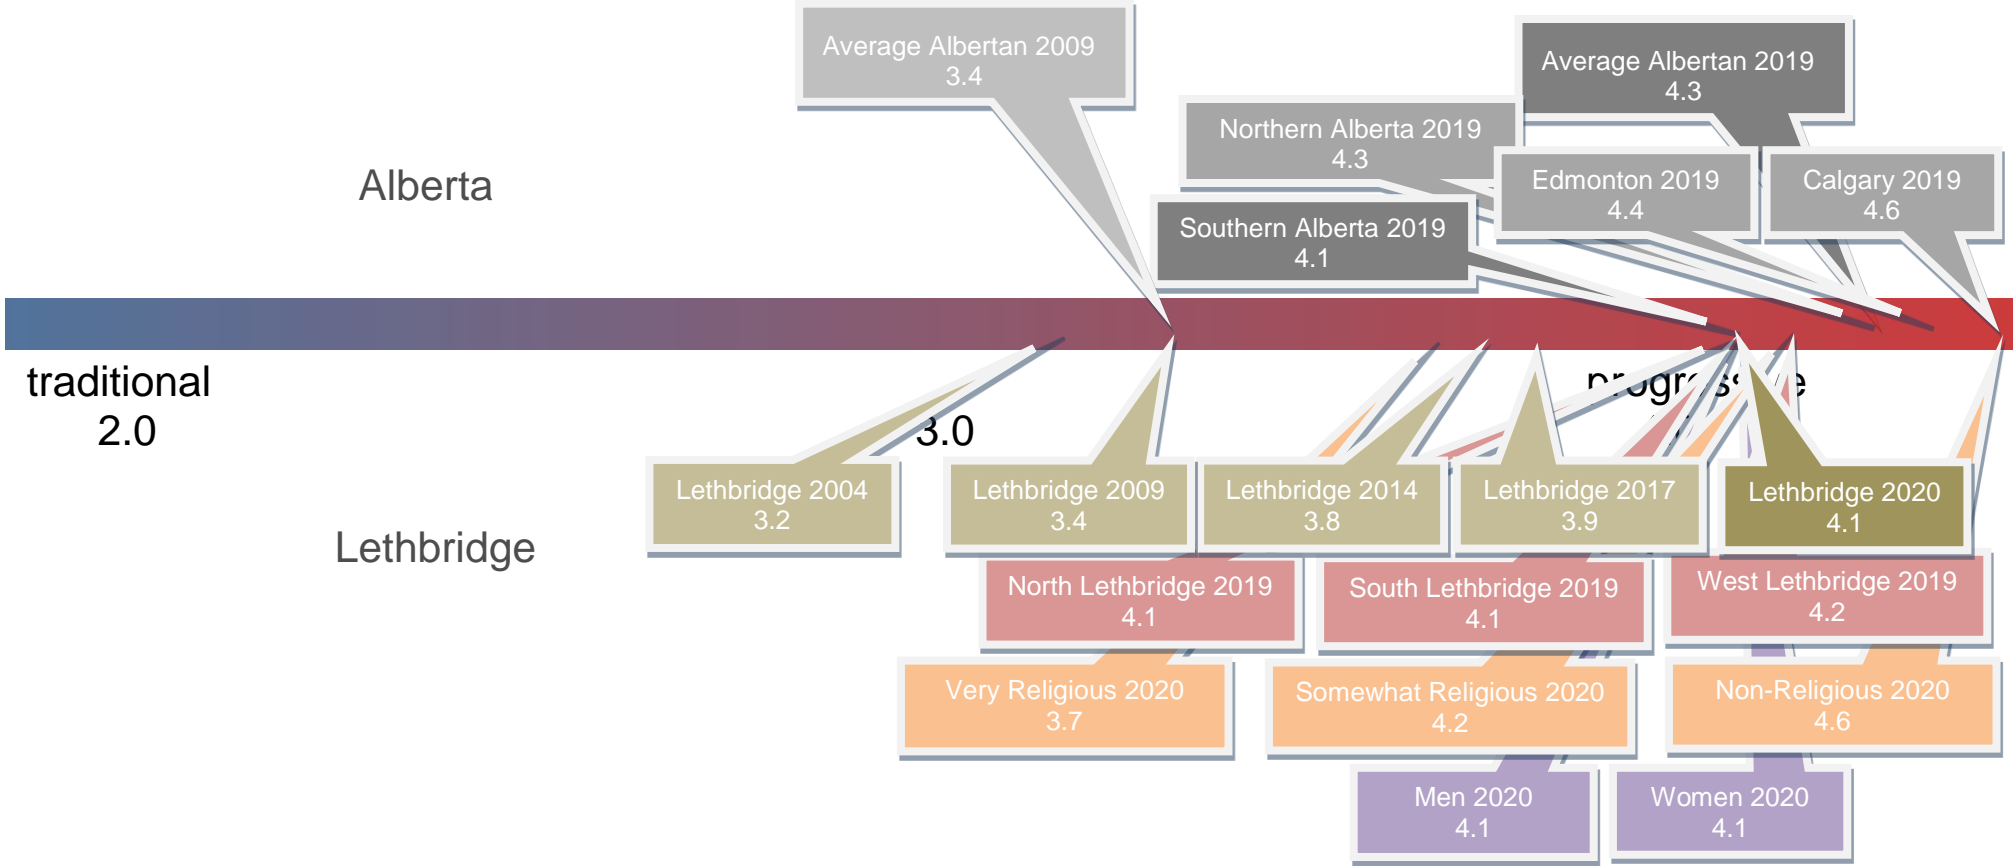 Average Albertan 2009
3.4
Average Albertan 2019
4.3
Northern Alberta 2019
4.3
Edmonton 2019
4.4
Calgary 2019
4.6
Southern Alberta 2019
4.1
Alberta
traditional
2.0
3.0
progressive
Lethbridge
Lethbridge 2004
3.2
Lethbridge 2009
3.4
Lethbridge 2014
3.8
Lethbridge 2017
3.9
Lethbridge 2020
4.1
North Lethbridge 2019
4.1
South Lethbridge 2019
4.1
West Lethbridge 2019
4.2
Very Religious 2020
3.7
Somewhat Religious 2020
4.2
Non-Religious 2020
4.6
Men 2020
4.1
Women 2020
4.1